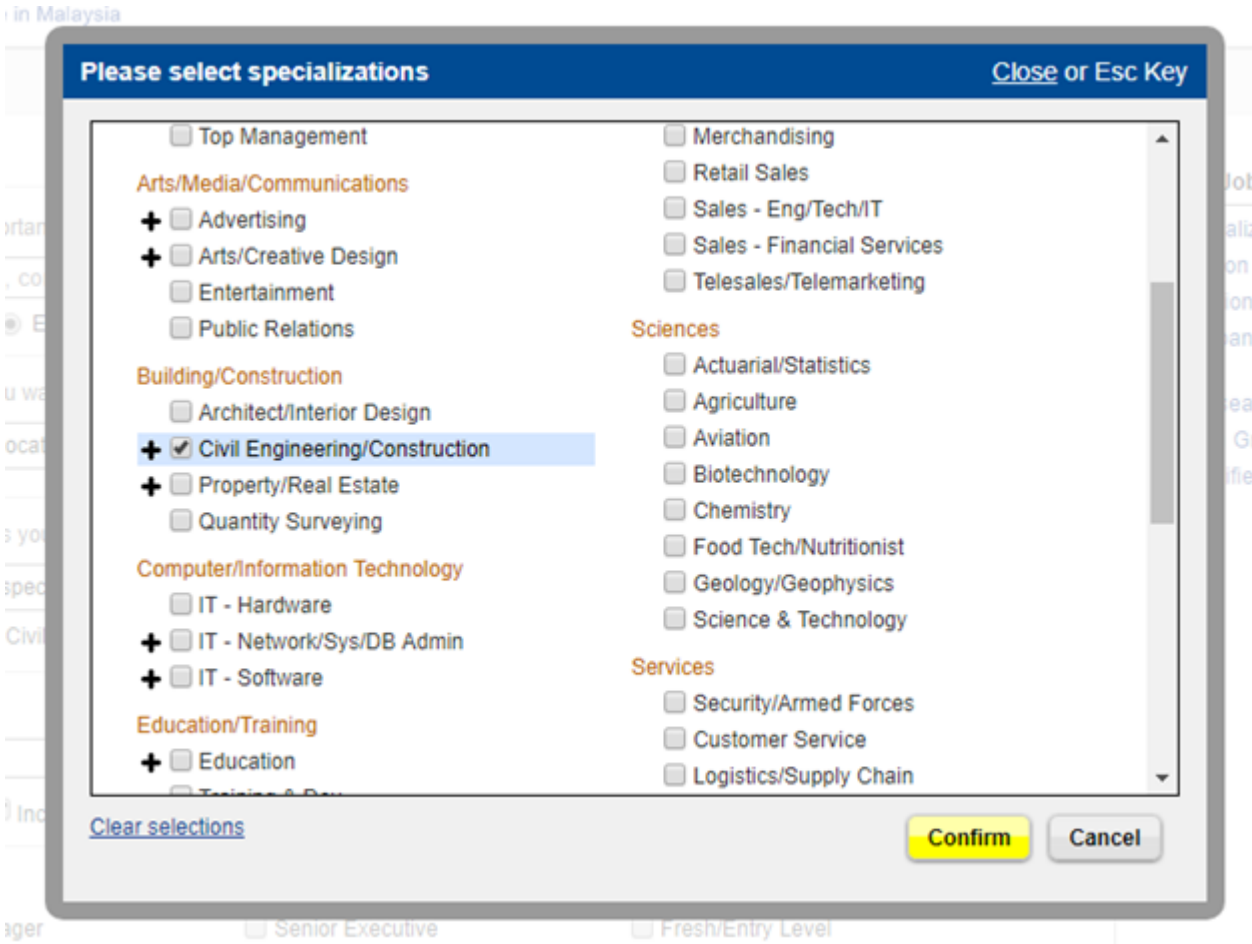 in Malaysia
Please select specializations
Close or Esc Key
Top Management
Arts/Media/Communications
Advertising
Arts/Creative Design
Entertainment
Public Relations
Building/Construction
Architect/Interior Design
Civil Engineering/Construction
Property/Real Estate
Quantity Surveying
Computer/Information Technology
IT - Hardware
IT - Network/Sys/DB Admin
IT - Software
Education/Training
Education
Training & Dev
Merchandising
Retail Sales
Sales - Eng/Tech/IT
Sales - Financial Services
Telesales/Telemarketing
Sciences
Actuarial/Statistics
Agriculture
Aviation
Biotechnology
Chemistry
Food Tech/Nutritionist
Geology/Geophysics
Science & Technology
Services
Security/Armed Forces
Customer Service
Logistics/Supply Chain
Clear selections
Confirm
Cancel
Senior Executive
Fresh/Entry Level